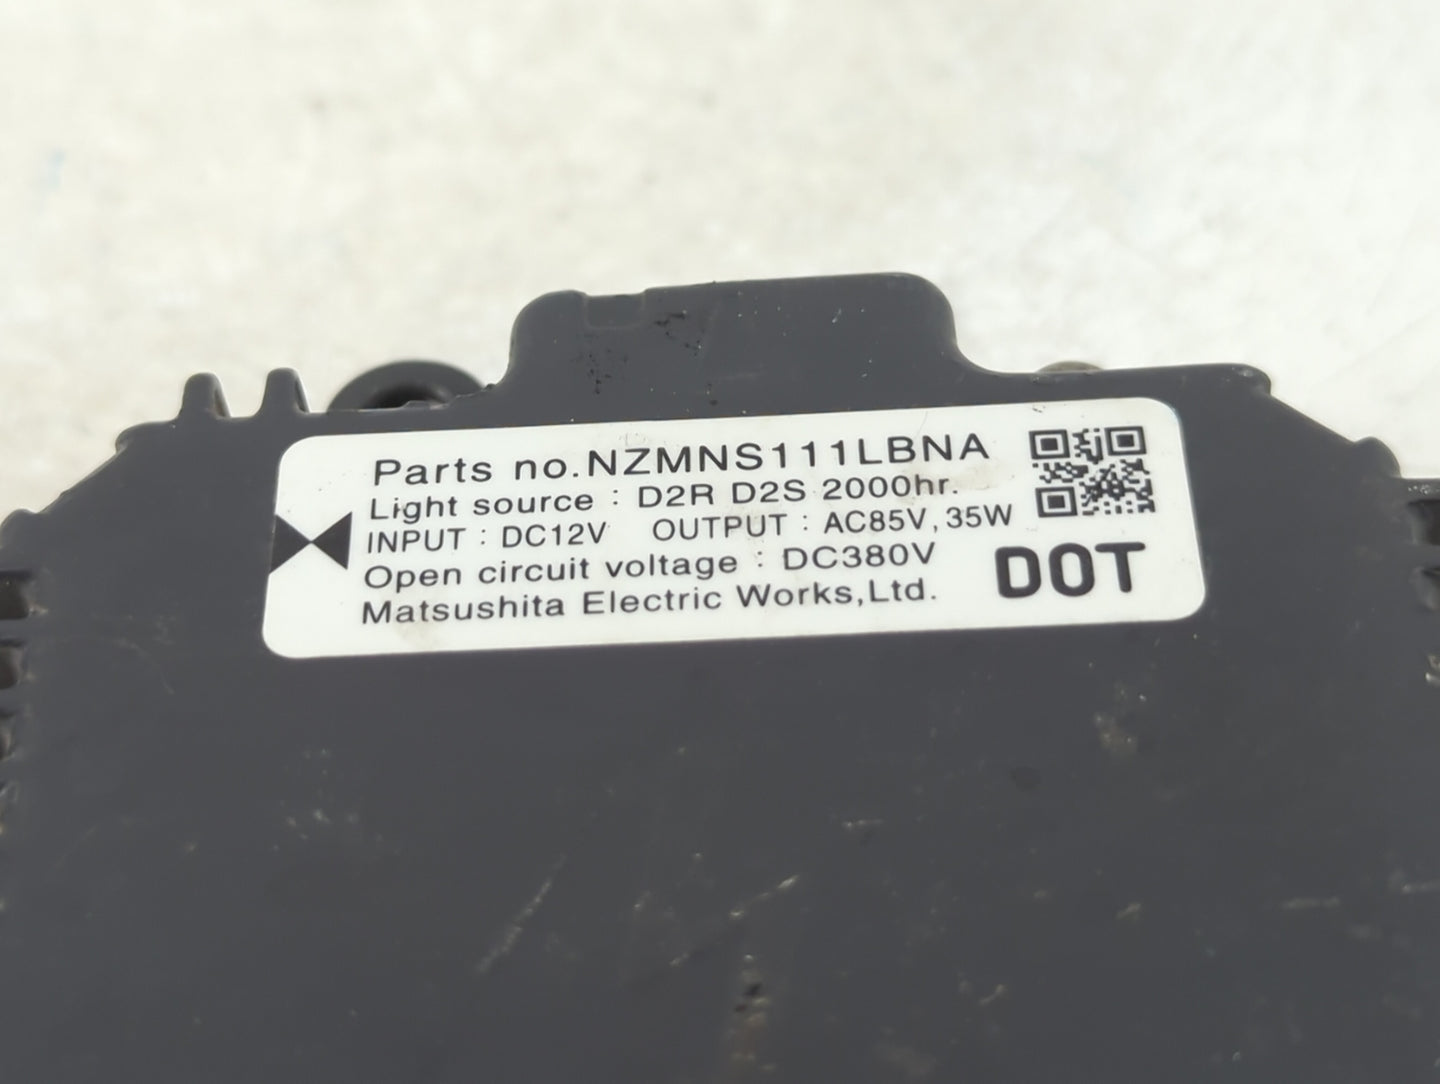 Parts no.NZMNS111LBNA
Light source : D2R D2S 2000hr.
INPUT : DC12V OUTPUT : AC85V, 35W
Open circuit voltage : DC380V
Matsushita Electric Works,Ltd.
DOT